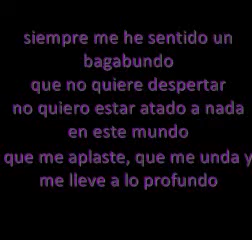 siempre me he sentido un
bagabundo
que no quiere despertar
no quiero estar atado a nada
en este mundo
que me aplaste, que me unda y
me lleve a lo profundo